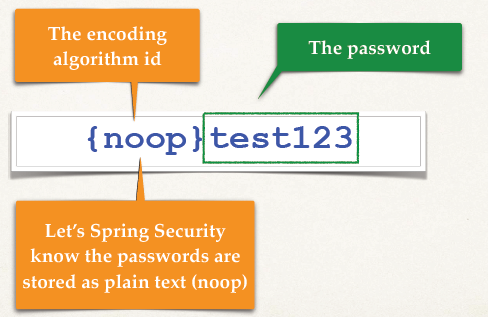 The encoding
algorithm id
The password
{noop}test123
Let's Spring Security
know the passwords are
stored as plain text (noop)